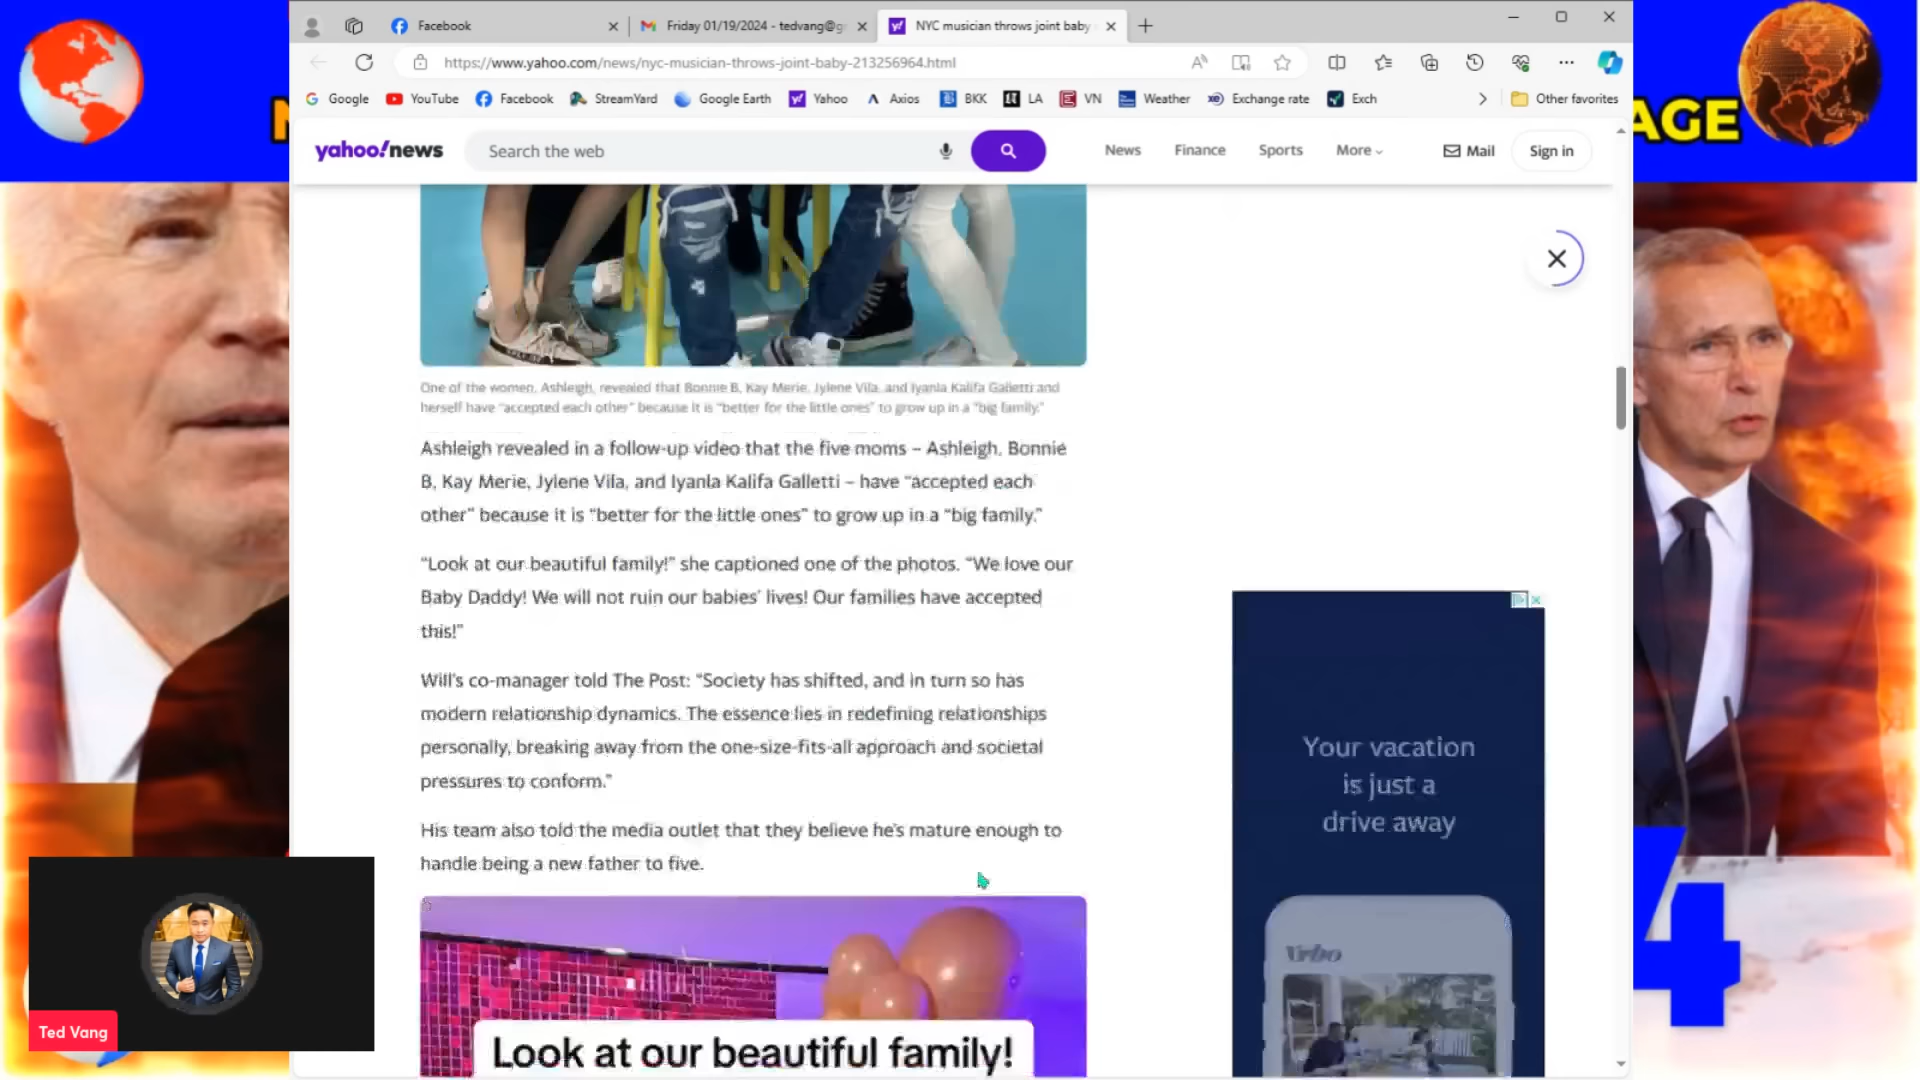 Facebook
Friday 01/19/2024 - tedvang@g
NYC musician throws joint baby
https://www.yahoo.com/news/nyc-musician-throws-joint-baby-213256964.html
Google
YouTube
Facebook
StreamYard
Google Earth
Yahoo
Axios
BKK
LA
VN
Weather
Exchange rate
Exch
Other favorites
AGE
yahoo!news
Search the web
News
Finance
Sports
More
Mail
Sign in
One of the women, Ashleigh, revealed that Bonnie B, Kay Merie, Jylene Vila, and Iyanla Kalifa Galletti and
herself have “accepted each other” because it is “better for the little ones” to grow up in a “big family.”
Ashleigh revealed in a follow-up video that the five moms – Ashleigh, Bonnie
B, Kay Merie, Jylene Vila, and Iyanla Kalifa Galletti – have “accepted each
other” because it is “better for the little ones” to grow up in a “big family.”
“Look at our beautiful family!” she captioned one of the photos. “We love our
Baby Daddy! We will not ruin our babies’ lives! Our families have accepted
this!”
Will’s co-manager told The Post: “Society has shifted, and in turn so has
modern relationship dynamics. The essence lies in redefining relationships
personally, breaking away from the one-size-fits-all approach and societal
pressures to conform.”
His team also told the media outlet that they believe he’s mature enough to
handle being a new father to five.
Look at our beautiful family!
Your vacation
is just a
drive away
Vrbo
Ted Vang
4